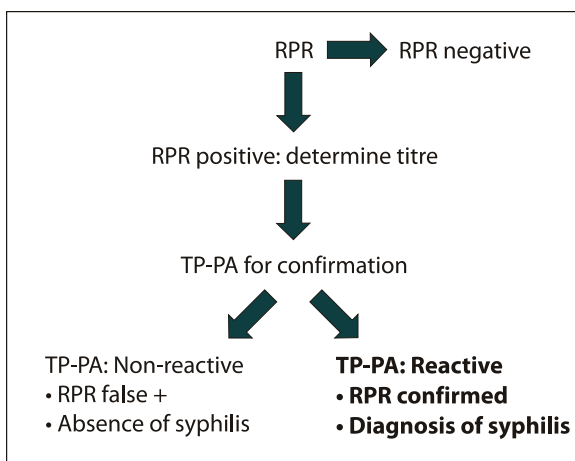 RPR RPR negative
RPR positive: determine titre
TP-PA for confirmation
TP-PA: Non-reactive
• RPR false +
• Absence of syphilis
TP-PA: Reactive
• RPR confirmed
• Diagnosis of syphilis